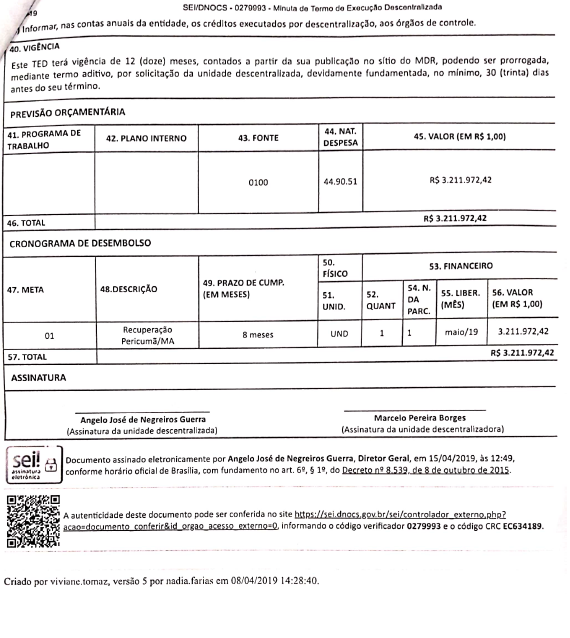 SEI/DNOCS - 0279993 - Minuta de Termo de Execução Descentralizada
) Informar, nas contas anuais da entidade, os créditos executados por descentralização, aos órgãos de controle.
40. VIGÊNCIA
Este TED terá vigência de 12 (doze) meses, contados a partir da sua publicação no sítio do MDR, podendo ser prorrogada,
mediante termo aditivo, por solicitação da unidade descentralizada, devidamente fundamentada, no mínimo, 30 (trinta) dias
antes do seu término.
PREVISÃO ORÇAMENTÁRIA
41. PROGRAMA DE TRABALHO
42. PLANO INTERNO
43. FONTE
44. NAT. DESPESA
45. VALOR (EM R$ 1,00)
0100
44.90.51
R$ 3.211.972,42
46. TOTAL
R$ 3.211.972,42
CRONOGRAMA DE DESEMBOLSO
47. META
48.DESCRIÇÃO
49. PRAZO DE CUMP. (EM MESES)
50. FÍSICO
53. FINANCEIRO
51. UNID.
52. QUANT
54. N. DA PARC.
55. LIBER. (MÊS)
56. VALOR (EM R$ 1,00)
01
Recuperação Pericumã/MA
8 meses
UND
1
1
maio/19
3.211.972,42
57. TOTAL
R$ 3.211.972,42
ASSINATURA
Angelo José de Negreiros Guerra
(Assinatura da unidade descentralizada)
Marcelo Pereira Borges
(Assinatura da unidade descentralizadora)
sei!
assinatura
eletrônica
Documento assinado eletronicamente por Angelo José de Negreiros Guerra, Diretor Geral, em 15/04/2019, às 12:49,
conforme horário oficial de Brasília, com fundamento no art. 6º, § 1º, do Decreto nº 8.539, de 8 de outubro de 2015.
A autenticidade deste documento pode ser conferida no site https://sei.dnocs.gov.br/sei/controlador_externo.php?
acao=documento_conferir&id_orgao_acesso_externo=0, informando o código verificador 0279993 e o código CRC EC634189.
Criado por viviane.tomaz, versão 5 por nadia.farias em 08/04/2019 14:28:40.